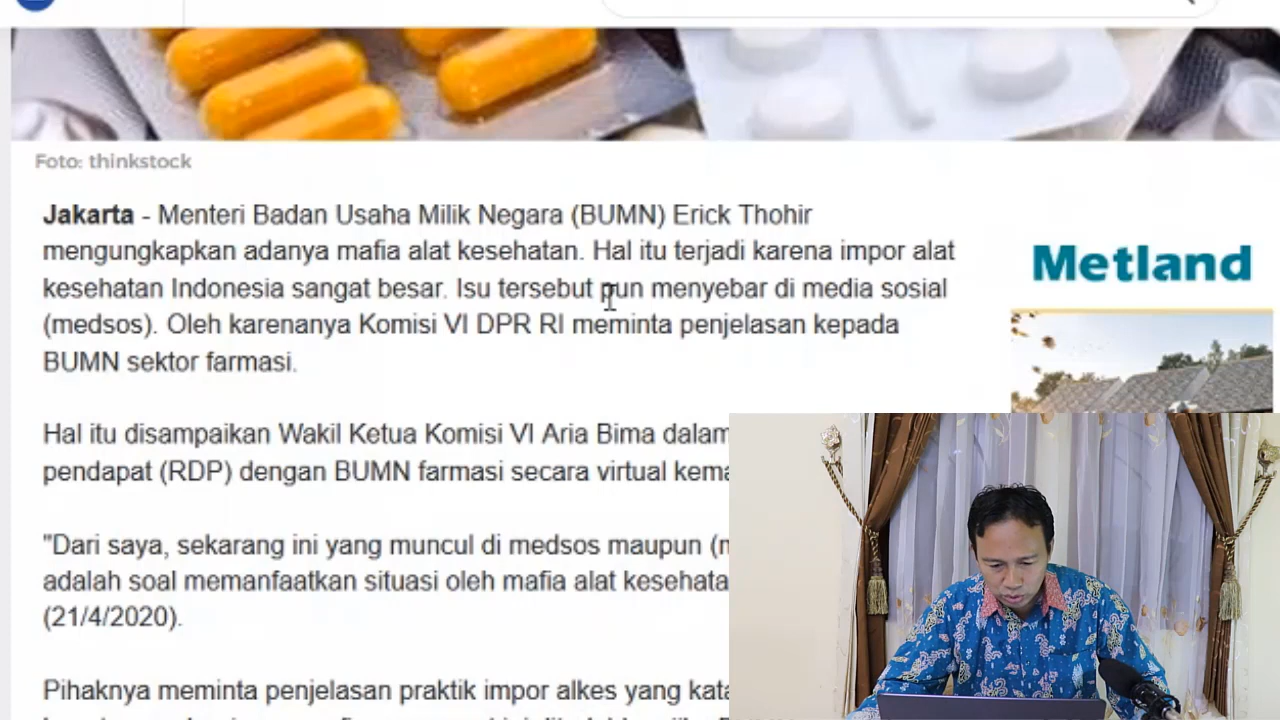 Foto: thinkstock
Jakarta - Menteri Badan Usaha Milik Negara (BUMN) Erick Thohir
mengungkapkan adanya mafia alat kesehatan. Hal itu terjadi karena impor alat
kesehatan Indonesia sangat besar. Isu tersebut pun menyebar di media sosial
(medsos). Oleh karenanya Komisi VI DPR RI meminta penjelasan kepada
BUMN sektor farmasi.
Hal itu disampaikan Wakil Ketua Komisi VI Aria Bima dalam
pendapat (RDP) dengan BUMN farmasi secara virtual
"Dari saya, sekarang ini yang muncul di medsos maupun
adalah soal memanfaatkan situasi oleh mafia alat
(21/4/2020).
Pihaknya meminta penjelasan praktik impor alkes yang
Metland